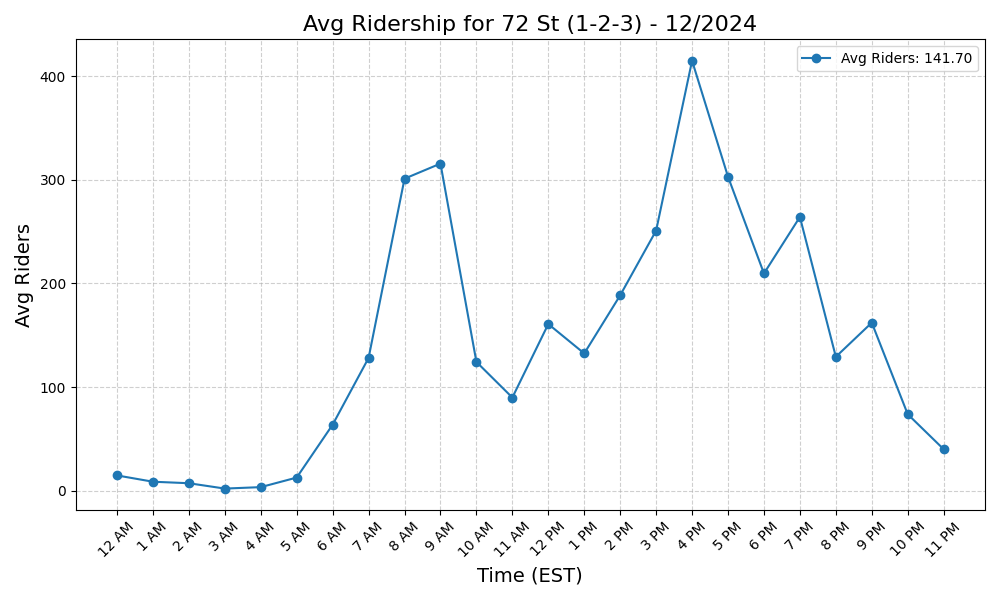 Avg Ridership for 72 St (1-2-3) - 12/2024
Avg Riders: 141.70
Avg Riders
400
300
200
100
0
12 AM
1 AM
2 AM
3 AM
4 AM
5 AM
6 AM
7 AM
8 AM
9 AM
10 AM
11 AM
12 PM
1 PM
2 PM
3 PM
4 PM
5 PM
6 PM
7 PM
8 PM
9 PM
10 PM
11 PM
Time (EST)